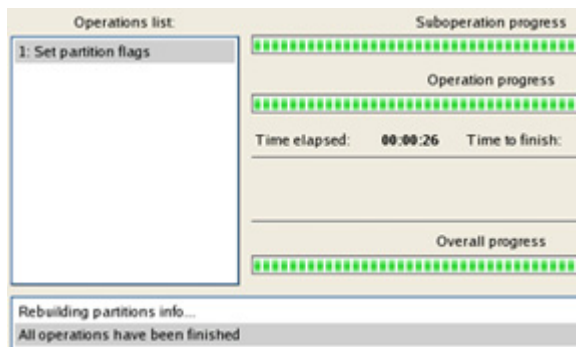 Operations list:
1: Set partition flags
Suboperation progress
Operation progress
Time elapsed: 00:00:26 Time to finish:
Overall progress
Rebuilding partitions info...
All operations have been finished